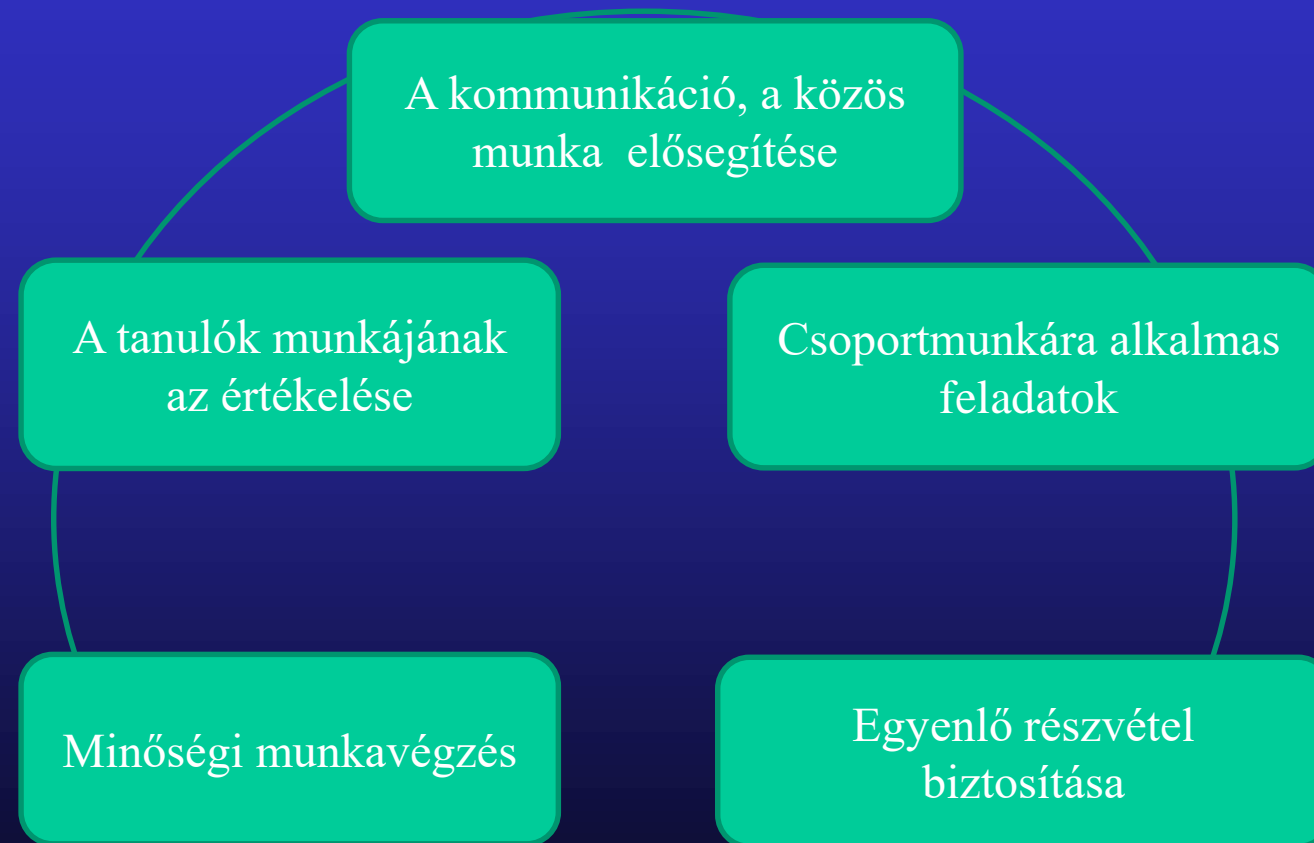 A kommunikáció, a közös
munka elősegítése
A tanulók munkájának
az értékelése
Csoportmunkára alkalmas
feladatok
Minőségi munkavégzés
Egyenlő részvétel
biztosítása